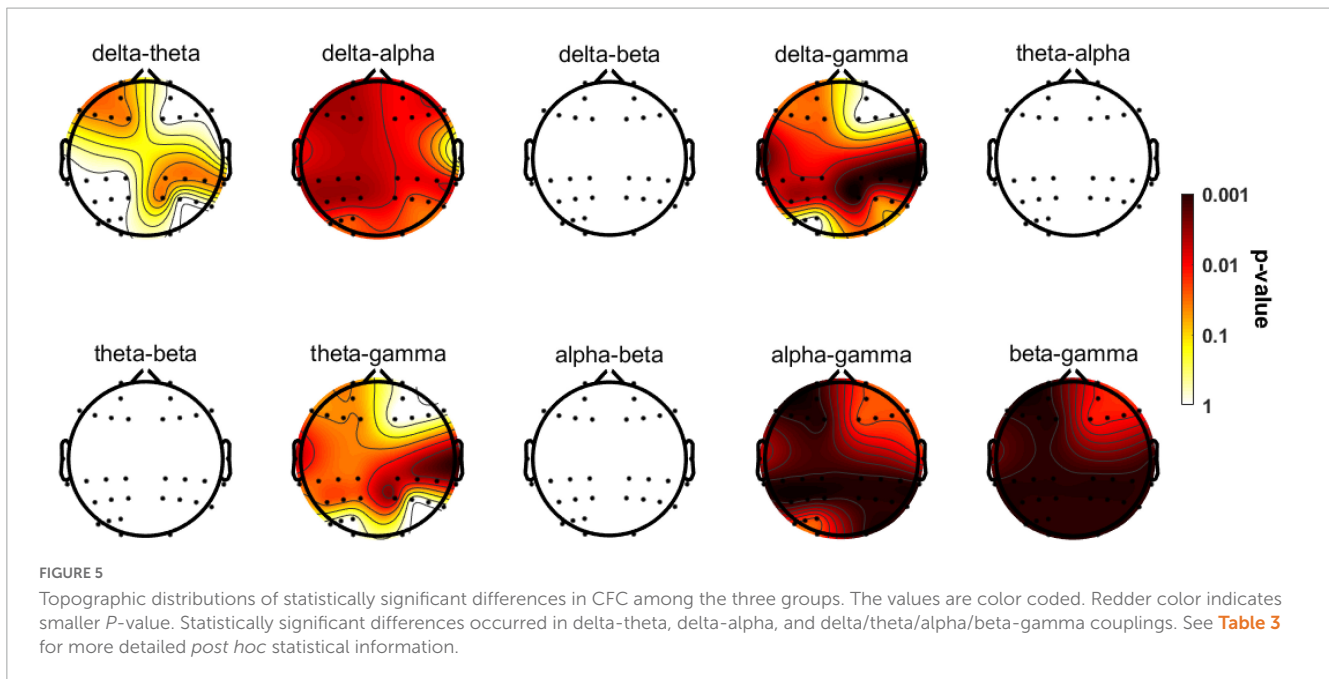 delta-theta delta-alpha delta-beta delta-gamma theta-alpha
0.001
0.01
0.1
1
p-value
theta-beta theta-gamma alpha-beta alpha-gamma beta-gamma
FIGURE 5
Topographic distributions of statistically significant differences in CFC among the three groups. The values are color coded. Redder color indicates
smaller P-value. Statistically significant differences occurred in delta-theta, delta-alpha, and delta/theta/alpha/beta-gamma couplings. See Table 3
for more detailed post hoc statistical information.